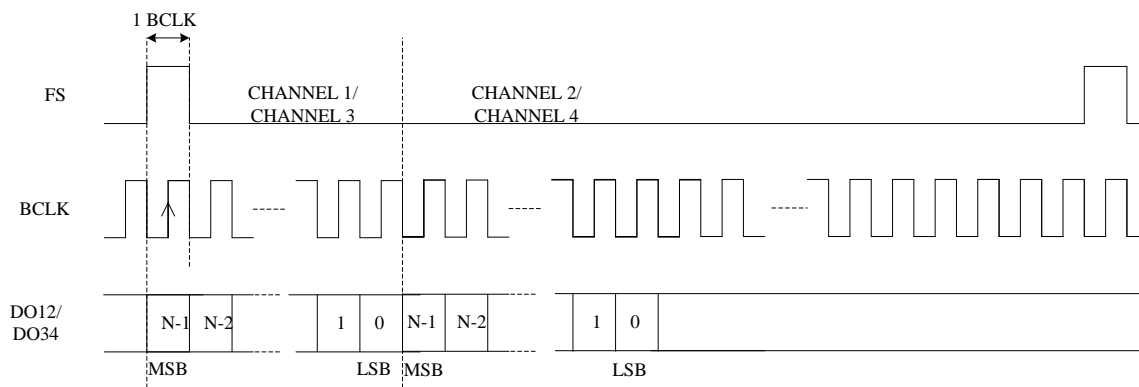 1 BCLK
FS
CHANNEL 1/
CHANNEL 3
CHANNEL 2/
CHANNEL 4
BCLK
DO12/
DO34
N-1
N-2
1
0
N-1
N-2
1
0
MSB
LSB
MSB
LSB